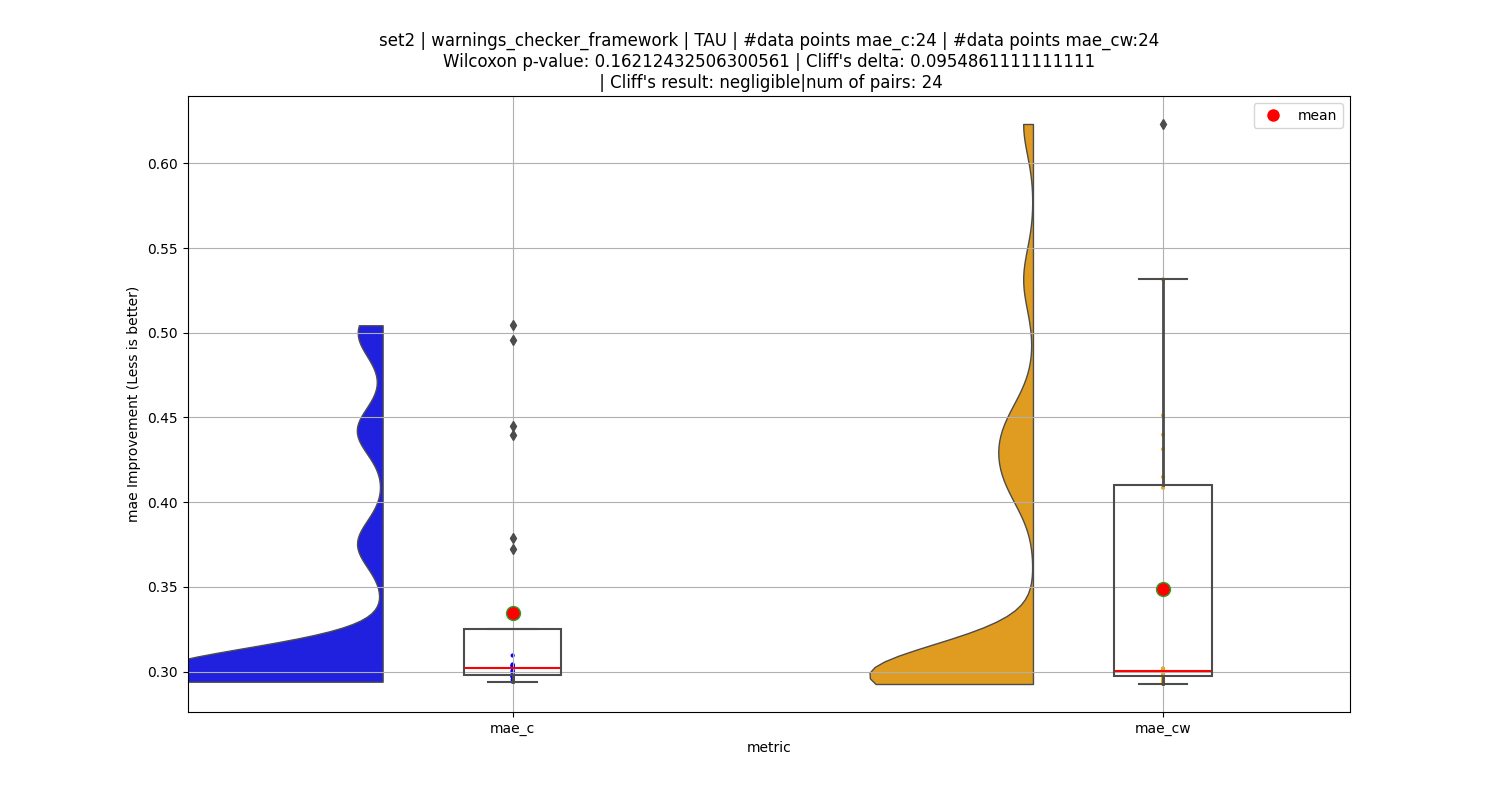 set2 | warnings_checker_framework | TAU | #data points mae_c:24 | #data points mae_cw:24
Wilcoxon p-value: 0.16212432506300561 | Cliff's delta: 0.0954861111111111
| Cliff's result: negligible|num of pairs: 24
mean
mae Improvement (Less is better)
0.60
0.55
0.50
0.45
0.40
0.35
0.30
mae_c
mae_cw
metric